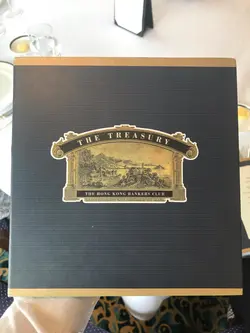 THE TREASURY
THE HONG KONG BANKERS CLUB